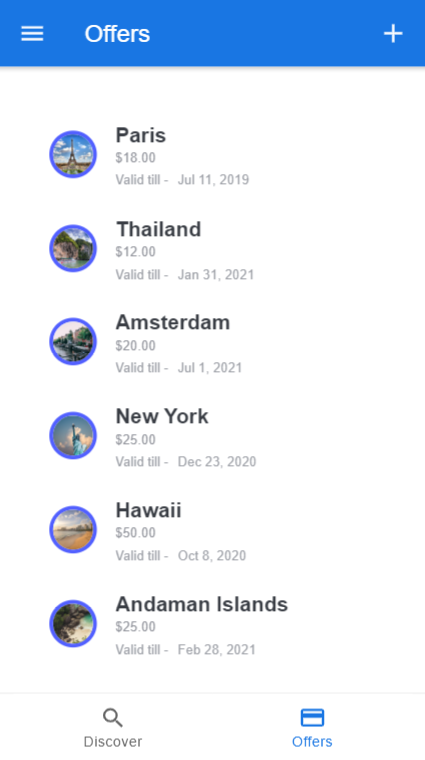 Offers
Paris
$18.00
Valid till - Jul 11, 2019
Thailand
$12.00
Valid till - Jan 31, 2021
Amsterdam
$20.00
Valid till - Jul 1, 2021
New York
$25.00
Valid till - Dec 23, 2020
Hawaii
$50.00
Valid till - Oct 8, 2020
Andaman Islands
$25.00
Valid till - Feb 28, 2021
Discover
Offers